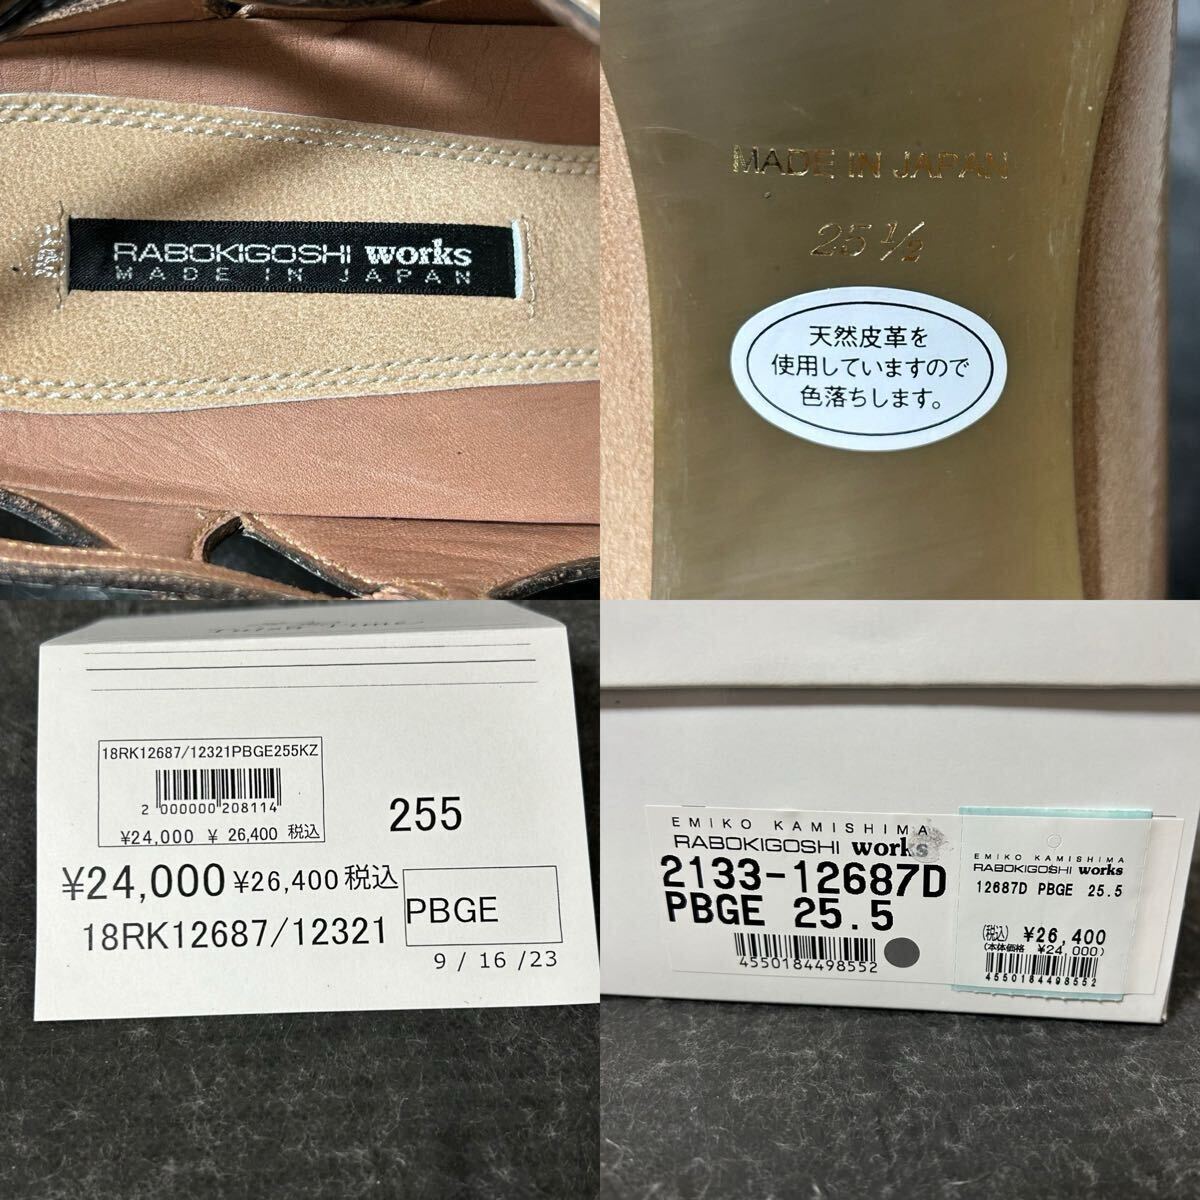 RABOKIGOSHI works
MADE IN JAPAN
MADE IN JAPAN
25 1/2
天然皮革を
使用していますので
色落ちします。
18RK12687/12321PBGE255KZ
2 000000 208114
¥24,000 ¥ 26,400 税込
255
¥24,000 ¥26,400 税込
18RK12687/12321
PBGE
9 / 16 /23
EMIKO KAMISHIMA
RABOKIGOSHI works
2133-12687D
PBGE 25.5
4550184498552
EMIKO KAMISHIMA
RABOKIGOSHI works
12687D PBGE 25.5
(税込) ¥26,400
(本体価格 ¥24,000)
4550184498552